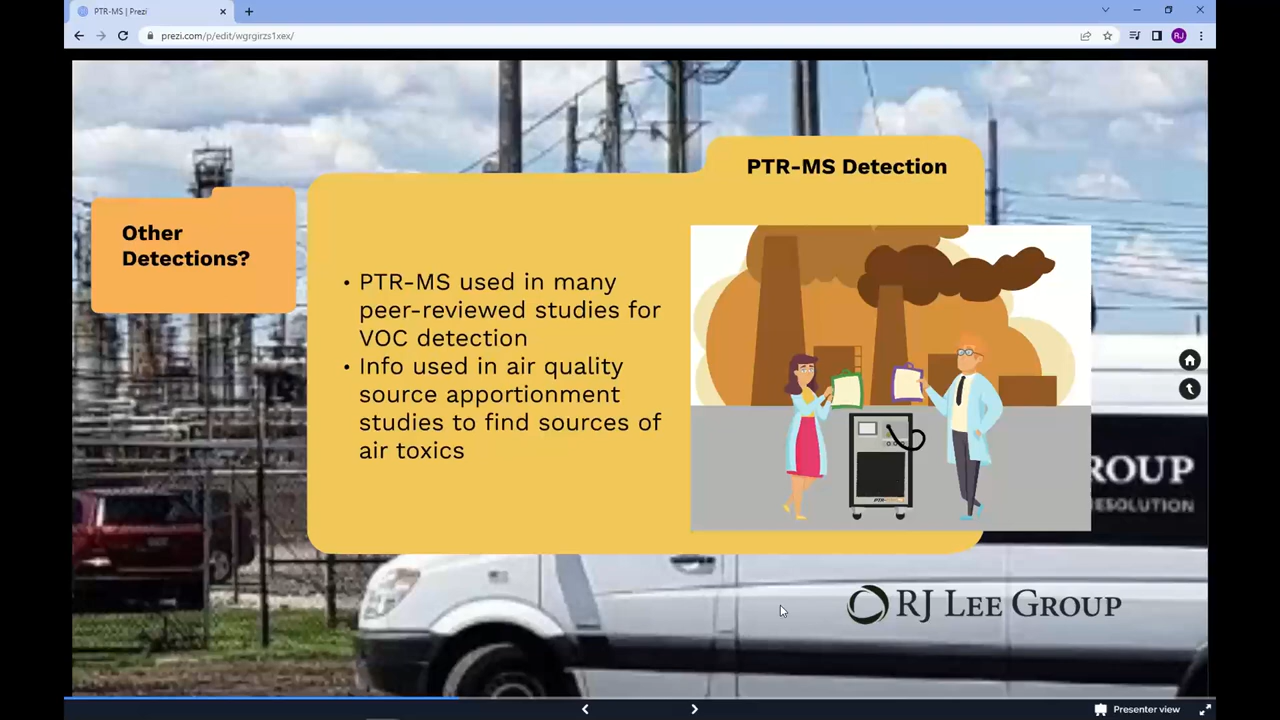 PTR-MS | Prezi
prezi.com/p/edit/wgrgirzs1xex/
RJ
PTR-MS Detection
Other
Detections?
• PTR-MS used in many
peer-reviewed studies for
VOC detection
• Info used in air quality
source apportionment
studies to find sources of
air toxics
ROUP
RESOLUTION
RJ LEE GROUP
Presenter view